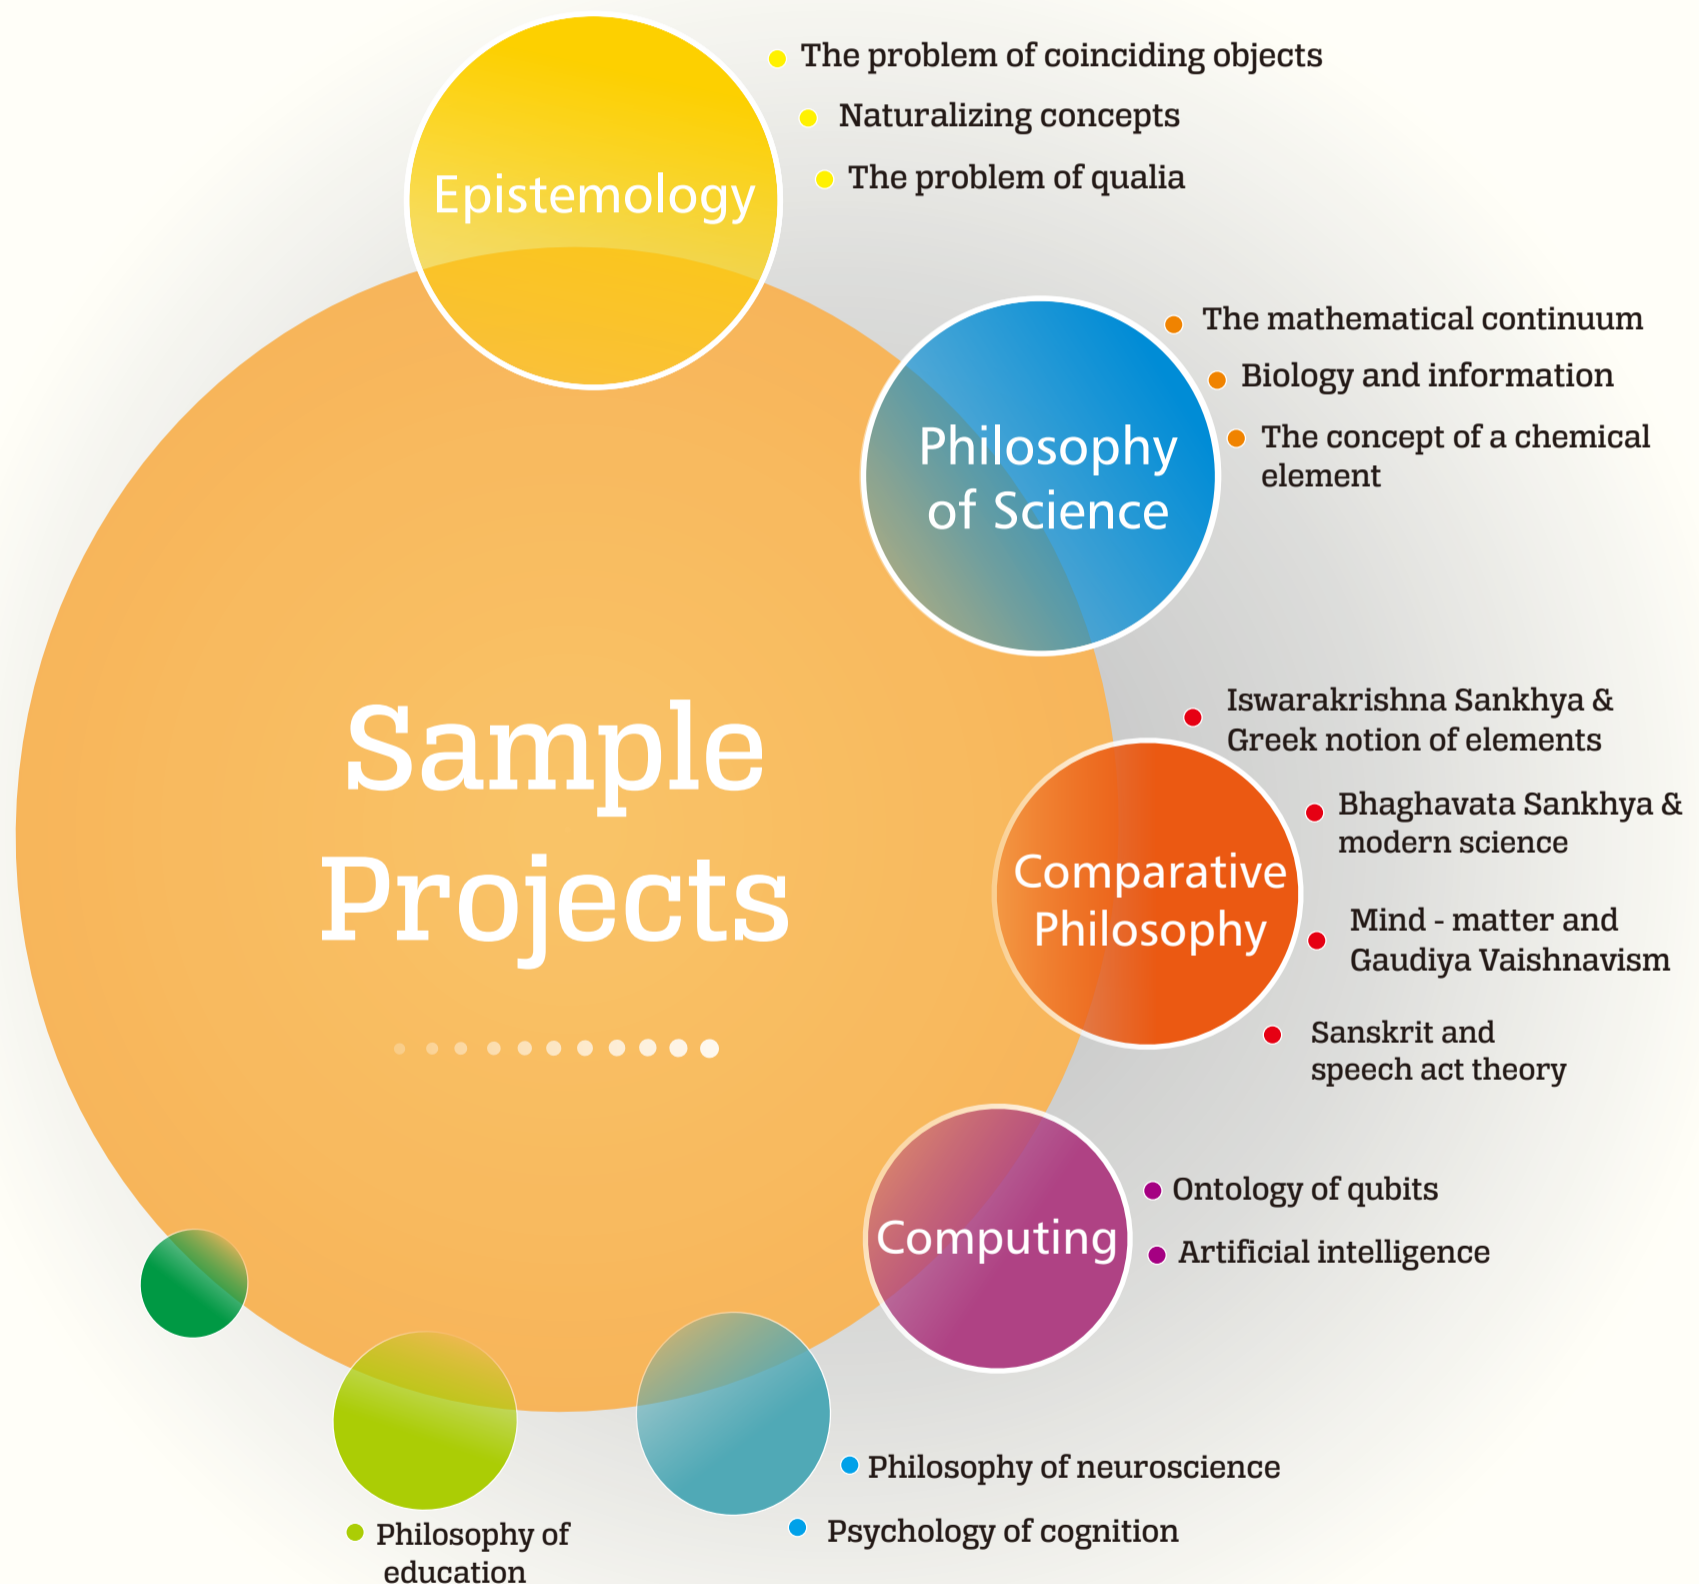 The problem of coinciding objects
Naturalizing concepts
The problem of qualia
Epistemology
The mathematical continuum
Biology and information
The concept of a chemical
element
Philosophy
of Science
Sample
Projects
Iswarakrishna Sankhya &
Greek notion of elements
Bhaghavata Sankhya &
modern science
Mind - matter and
Gaudiya Vaishnavism
Sanskrit and
speech act theory
Comparative
Philosophy
Computing
Ontology of qubits
Artificial intelligence
Philosophy of neuroscience
Psychology of cognition
Philosophy of
education